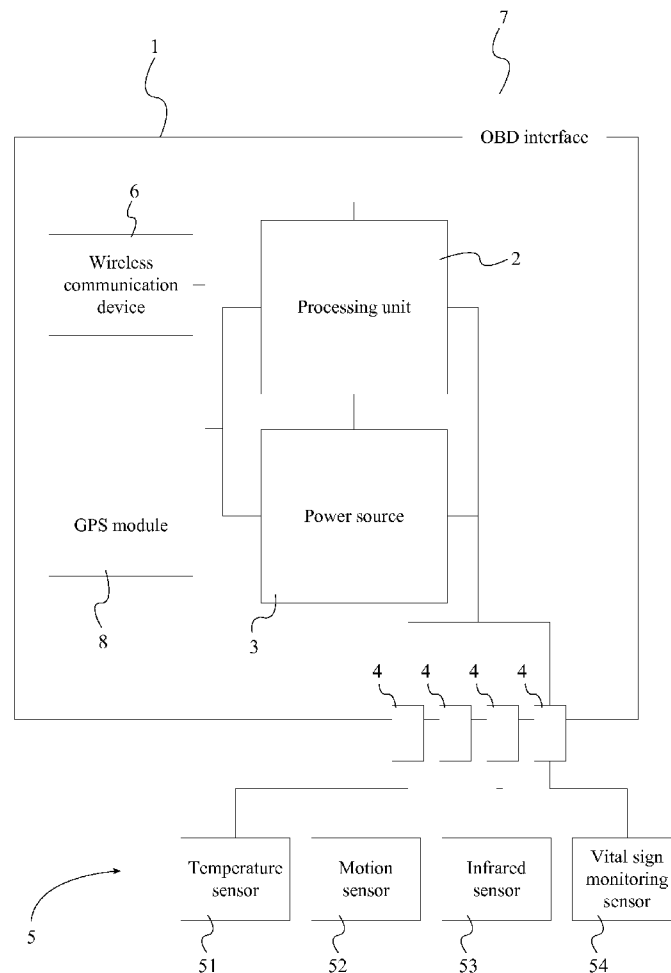 7
1
OBD interface
6
Wireless
communication
device
2
Processing unit
Power source
GPS module
8
3
4 4 4 4
Temperature
sensor
Motion
sensor
Infrared
sensor
Vital sign
monitoring
sensor
5
51 52 53 54